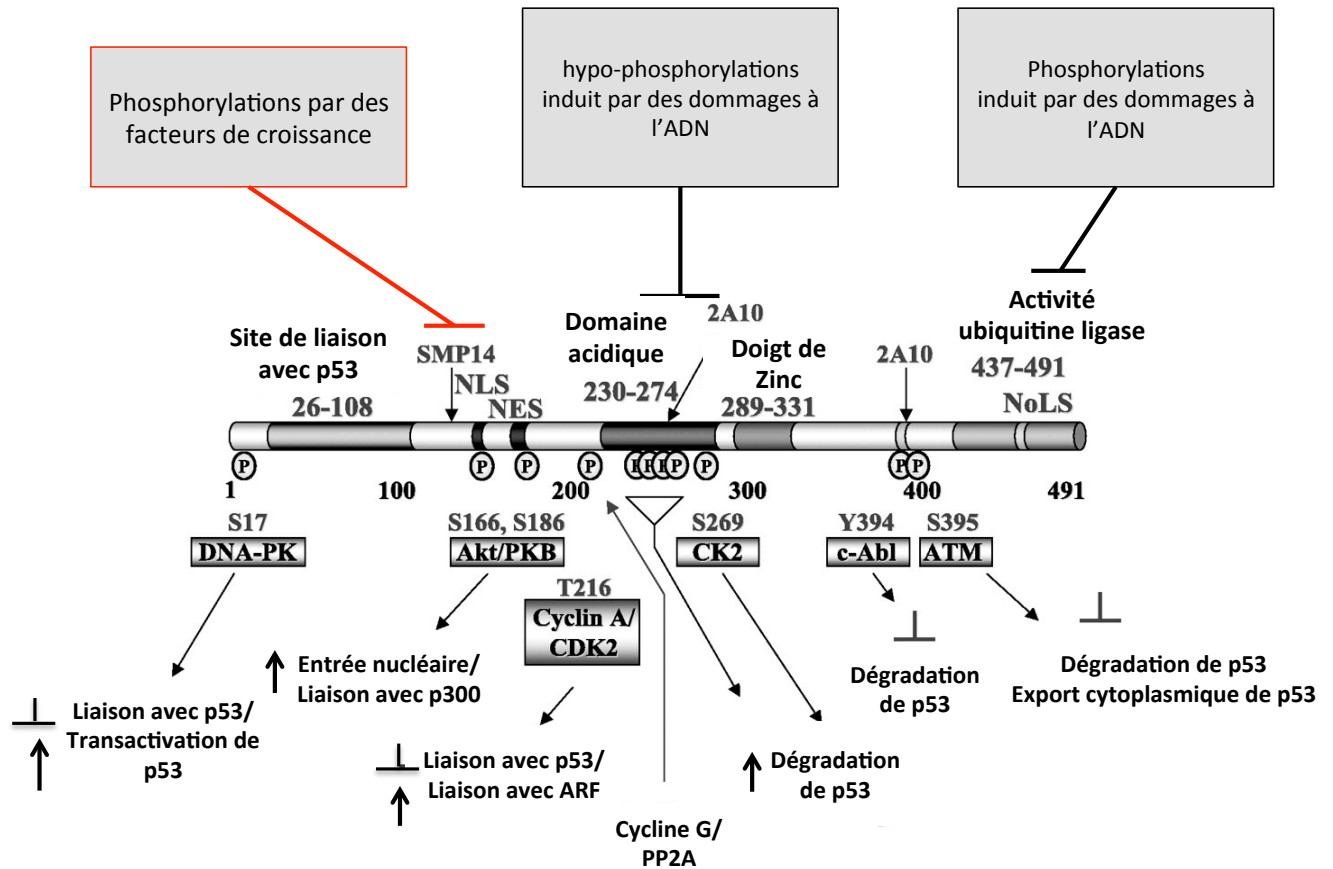 Phosphorylations par des
facteurs de croissance
hypo-phosphorylations
induit par des dommages à
l'ADN
Phosphorylations
induit par des dommages à
l'ADN
Site de liaison
avec p53
26-108
SMP14
NLS
NES
Domaine
acidique
230-274
2A10
Doigt de
Zinc
289-331
2A10
Activité
ubiquitine ligase
437-491
NoLS
P
P
P
P
P
P
P
P
P
1
100
200
300
400
491
S17
DNA-PK
S166, S186
Akt/PKB
T216
Cyclin A/
CDK2
S269
CK2
Y394
c-Abl
S395
ATM
Liaison avec p53/
Transactivation de
p53
Entrée nucléaire/
Liaison avec p300
Liaison avec p53/
Liaison avec ARF
Cycline G/
PP2A
Dégradation
de p53
Dégradation
de p53
Dégradation de p53
Export cytoplasmique de p53